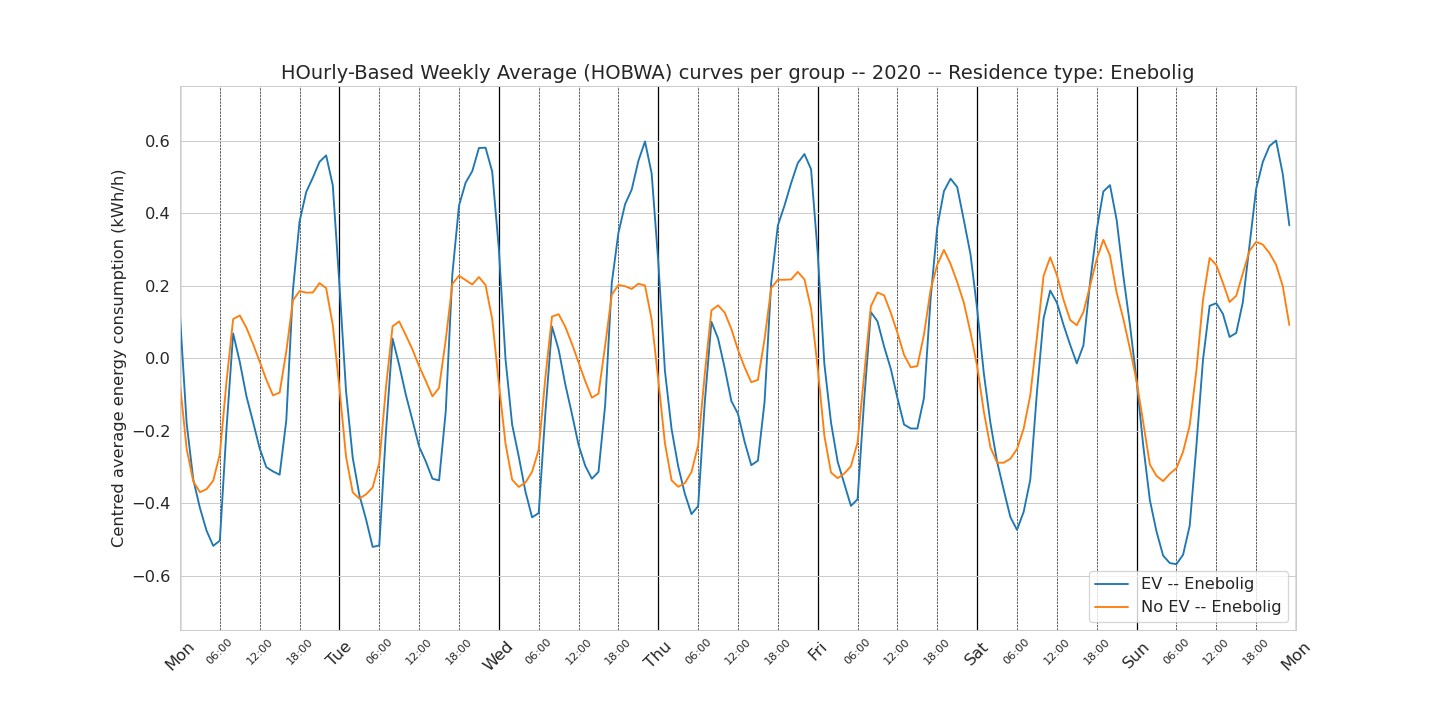 HOurly-Based Weekly Average (HOBWA) curves per group -- 2020 -- Residence type: Enebolig
Centred average energy consumption (kWh/h)
0.6
0.4
0.2
0.0
−0.2
−0.4
−0.6
EV -- Enebolig
No EV -- Enebolig
Mon 06:00 12:00 18:00 Tue 06:00 12:00 18:00 Wed 06:00 12:00 18:00 Thu 06:00 12:00 18:00 Fri 06:00 12:00 18:00 Sat 06:00 12:00 18:00 Sun 06:00 12:00 18:00 Mon